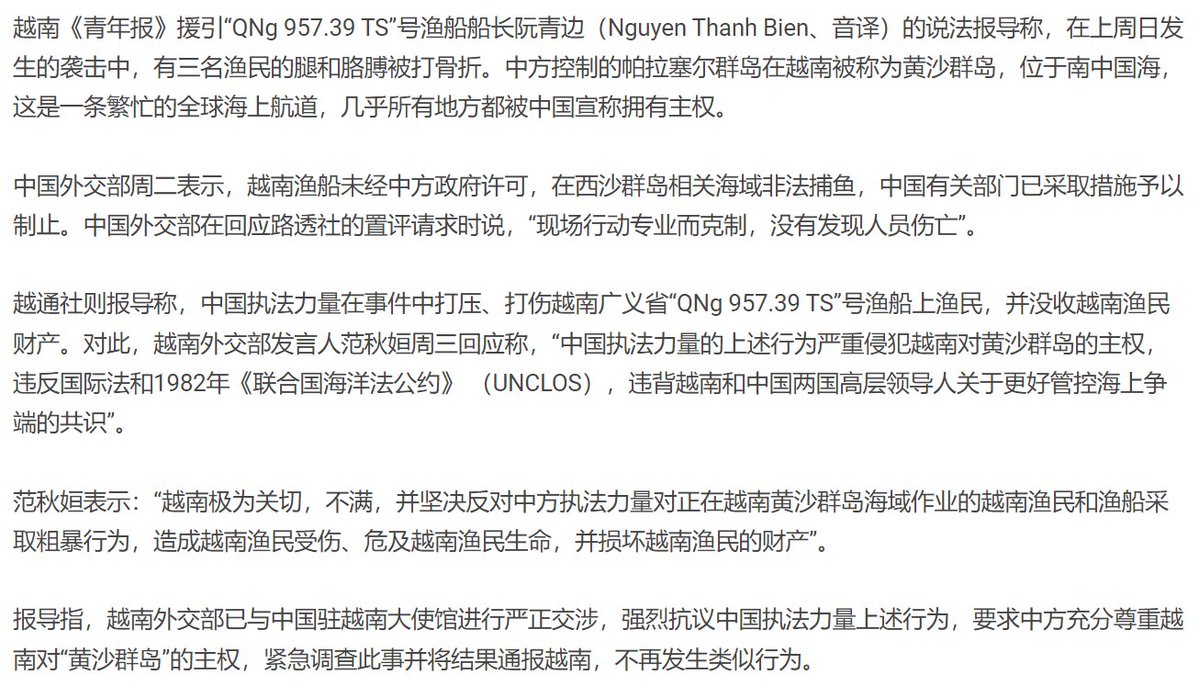 越南《青年报》援引“QNg 957.39 TS”号渔船船长阮青边（Nguyen Thanh Bien、音译）的说法报导称，在上周日发
生的袭击中，有三名渔民的腿和胳膊被打骨折。中方控制的帕拉塞尔群岛在越南被称为黄沙群岛，位于南中国海，
这是一条繁忙的全球海上航道，几乎所有地方都被中国宣称拥有主权。
中国外交部周二表示，越南渔船未经中方政府许可，在西沙群岛相关海域非法捕鱼，中国有关部门已采取措施予以
制止。中国外交部在回应路透社的置评请求时说，“现场行动专业而克制，没有发现人员伤亡”。
越通社则报导称，中国执法力量在事件中打压、打伤越南广义省“QNg 957.39 TS”号渔船上渔民，并没收越南渔民
财产。对此，越南外交部发言人范秋姮周三回应称，“中国执法力量的上述行为严重侵犯越南对黄沙群岛的主权，
违反国际法和1982年《联合国海洋法公约》 （UNCLOS），违背越南和中国两国高层领导人关于更好管控海上争
端的共识”。
范秋姮表示：“越南极为关切，不满，并坚决反对中方执法力量对正在越南黄沙群岛海域作业的越南渔民和渔船采
取粗暴行为，造成越南渔民受伤、危及越南渔民生命，并损坏越南渔民的财产”。
报导指，越南外交部已与中国驻越南大使馆进行严正交涉，强烈抗议中国执法力量上述行为，要求中方充分尊重越
南对“黄沙群岛”的主权，紧急调查此事并将结果通报越南，不再发生类似行为。